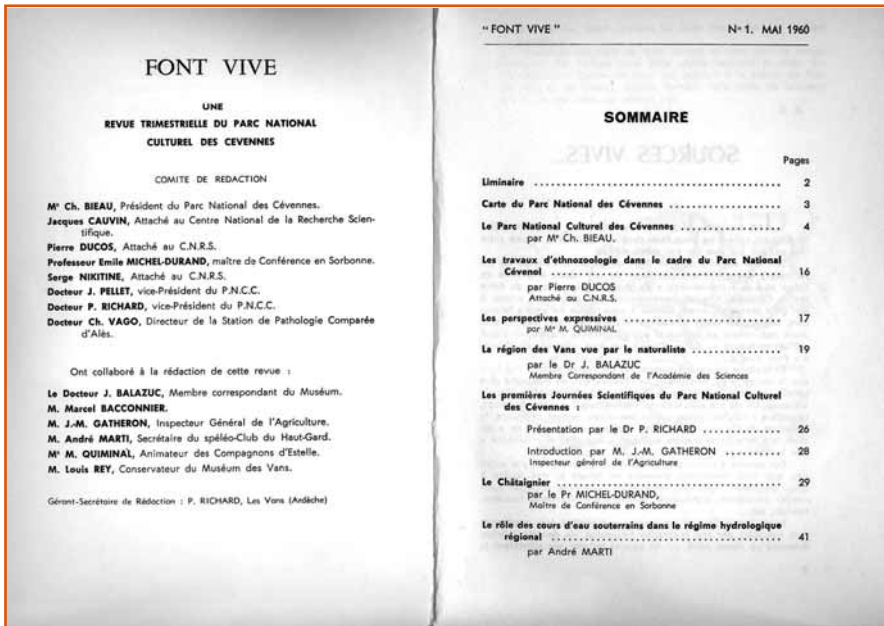 FONT VIVE
UNE
REVUE TRIMESTRIELLE DU PARC NATIONAL
CULTUREL DES CEVENNES
COMITE DE REDACTION
Mᵉ Ch. BIEAU, Président du Parc National des Cévennes.
Jacques CAUVIN, Attaché au Centre National de la Recherche Scien-
tifique.
Pierre DUCOS, Attaché au C.N.R.S.
Professeur Emile MICHEL-DURAND, maître de Conférence en Sorbonne.
Serge NIKITINE, Attaché au C.N.R.S.
Docteur J. PELLET, vice-Président du P.N.C.C.
Docteur P. RICHARD, vice-Président du P.N.C.C.
Docteur Ch. VAGO, Directeur de la Station de Pathologie Comparée
d'Alès.
Ont collaboré à la rédaction de cette revue :
Le Docteur J. BALAZUC, Membre correspondant du Muséum.
M. Marcel BACCONNIER.
M. J.-M. GATHERON, Inspecteur Général de l'Agriculture.
M. André MARTI, Secrétaire du spéléo-Club du Haut-Gard.
Mᵉ M. QUIMINAL, Animateur des Compagnons d'Estelle.
M. Louis REY, Conservateur du Muséum des Vans.
Gérant-Secrétaire de Rédaction : P. RICHARD, Les Vans (Ardèche)
"FONT VIVE" N° 1. MAI 1960
SOMMAIRE
SOURCES VIVES...
Pages
Liminaire ............................................ 2
Carte du Parc National des Cévennes .................... 3
Le Parc National Culturel des Cévennes .................. 4
par Mᵉ Ch. BIEAU.
Les travaux d'ethnozoologie dans le cadre du Parc National
Cévenol .......................................... 16
par Pierre DUCOS
Attaché au C.N.R.S.
Les perspectives expressives ............................ 17
par Mᵉ M. QUIMINAL
La région des Vans vue par le naturaliste ................ 19
par le Dr J. BALAZUC
Membre Correspondant de l'Académie des Sciences
Les premières Journées Scientifiques du Parc National Culturel
des Cévennes :
Présentation par le Dr P. RICHARD .............. 26
Introduction par M. J.-M. GATHERON .......... 28
Inspecteur général de l'Agriculture
Le Châtaignier ........................................ 29
par le Pr MICHEL-DURAND,
Maître de Conférence en Sorbonne
Le rôle des cours d'eau souterrains dans le régime hydrologique
régional .......................................... 41
par André MARTI